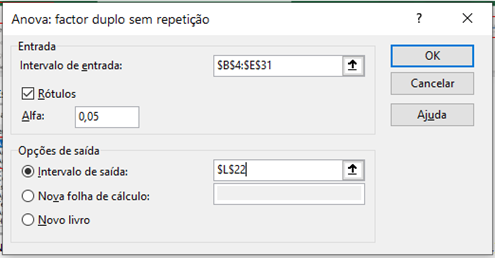 Anova: factor duplo sem repetição
?
Entrada
Intervalo de entrada: $B$4:$E$31
Rótulos
Alfa: 0,05
Opções de saída
Intervalo de saída: $L$22
Nova folha de cálculo:
Novo livro
OK
Cancelar
Ajuda